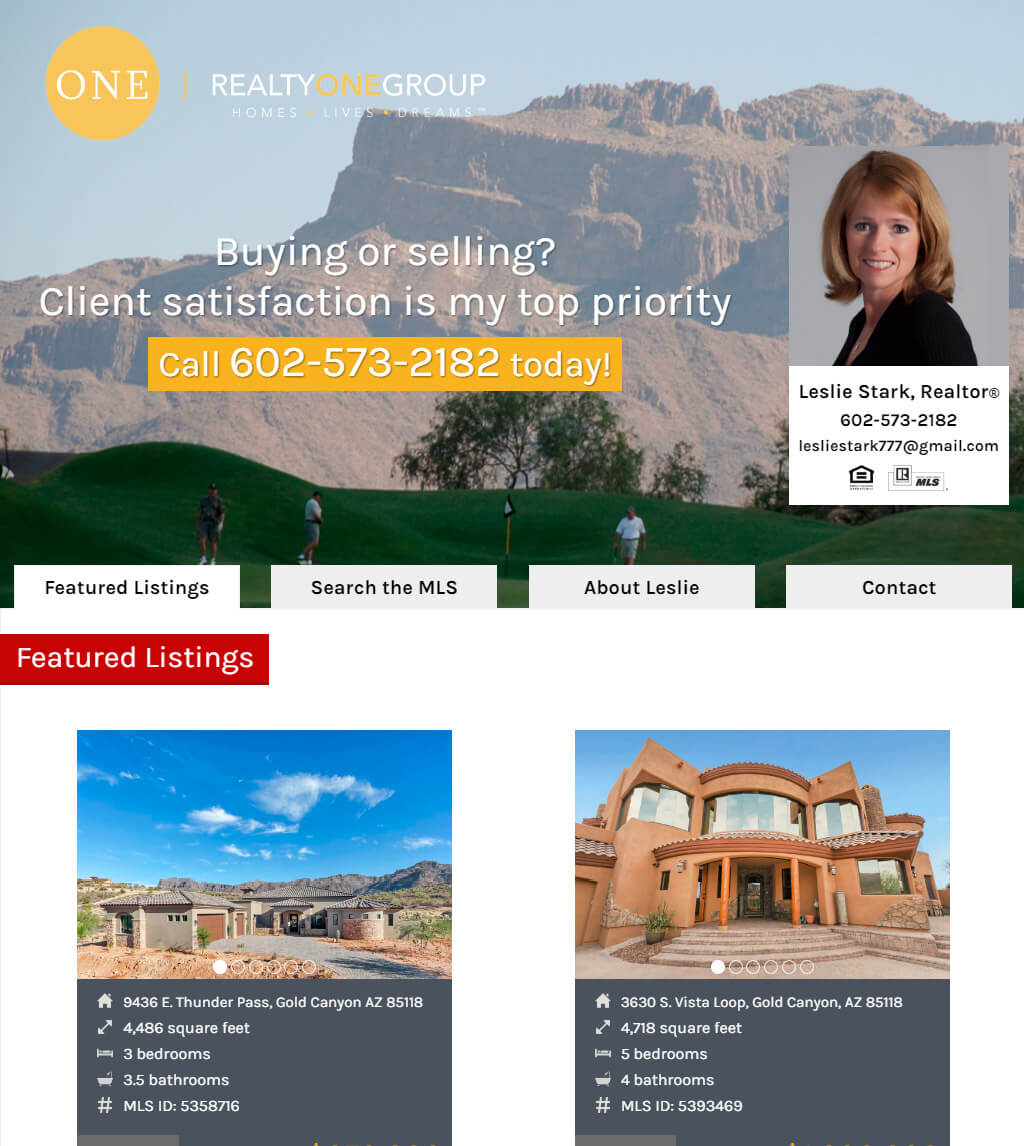 ONE
REALTYONEGROUP
HOMES • LIVES • DREAMS℠
Buying or selling?
Client satisfaction is my top priority
Call 602-573-2182 today!
Leslie Stark, Realtor®
602-573-2182
lesliestark777@gmail.com
MLS
Featured Listings
Search the MLS
About Leslie
Contact
Featured Listings
9436 E. Thunder Pass, Gold Canyon AZ 85118
4,486 square feet
3 bedrooms
3.5 bathrooms
# MLS ID: 5358716
3630 S. Vista Loop, Gold Canyon, AZ 85118
4,718 square feet
5 bedrooms
4 bathrooms
# MLS ID: 5393469